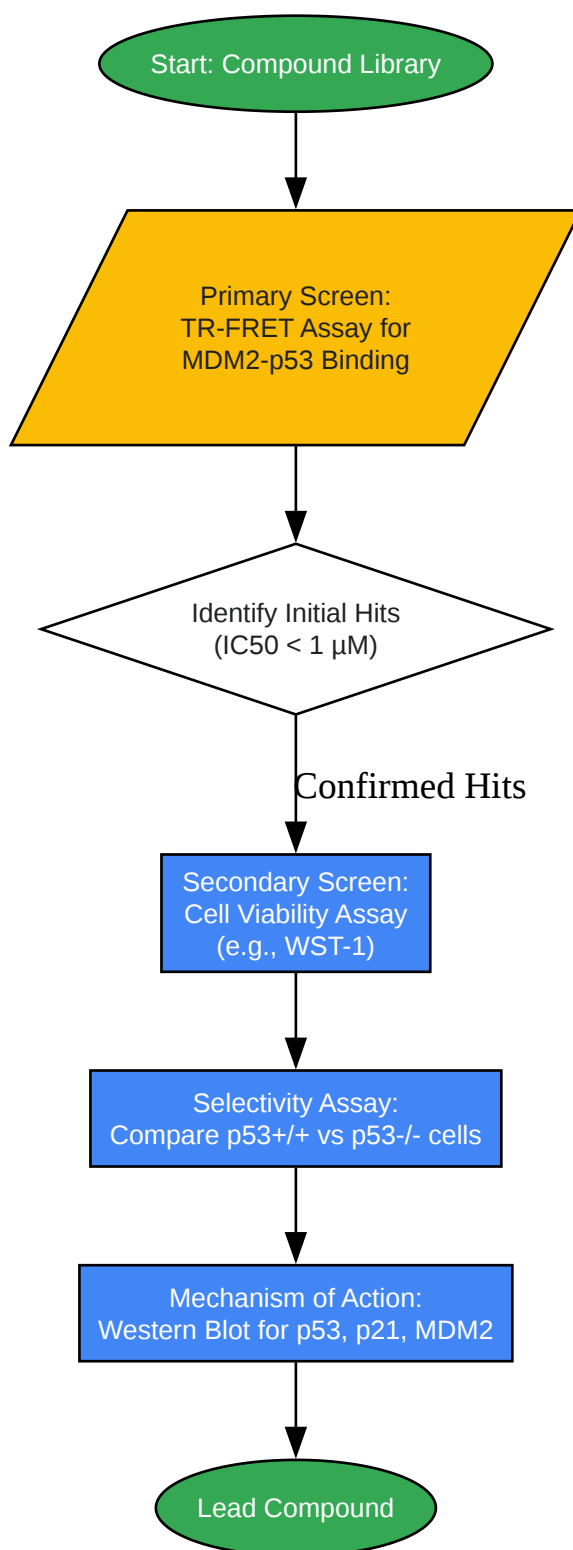 Start: Compound Library
Primary Screen:
TR-FRET Assay for
MDM2-p53 Binding
Identify Initial Hits
(IC50 < 1 µM)
Confirmed Hits
Secondary Screen:
Cell Viability Assay
(e.g., WST-1)
Selectivity Assay:
Compare p53+/+ vs p53-/- cells
Mechanism of Action:
Western Blot for p53, p21, MDM2
Lead Compound